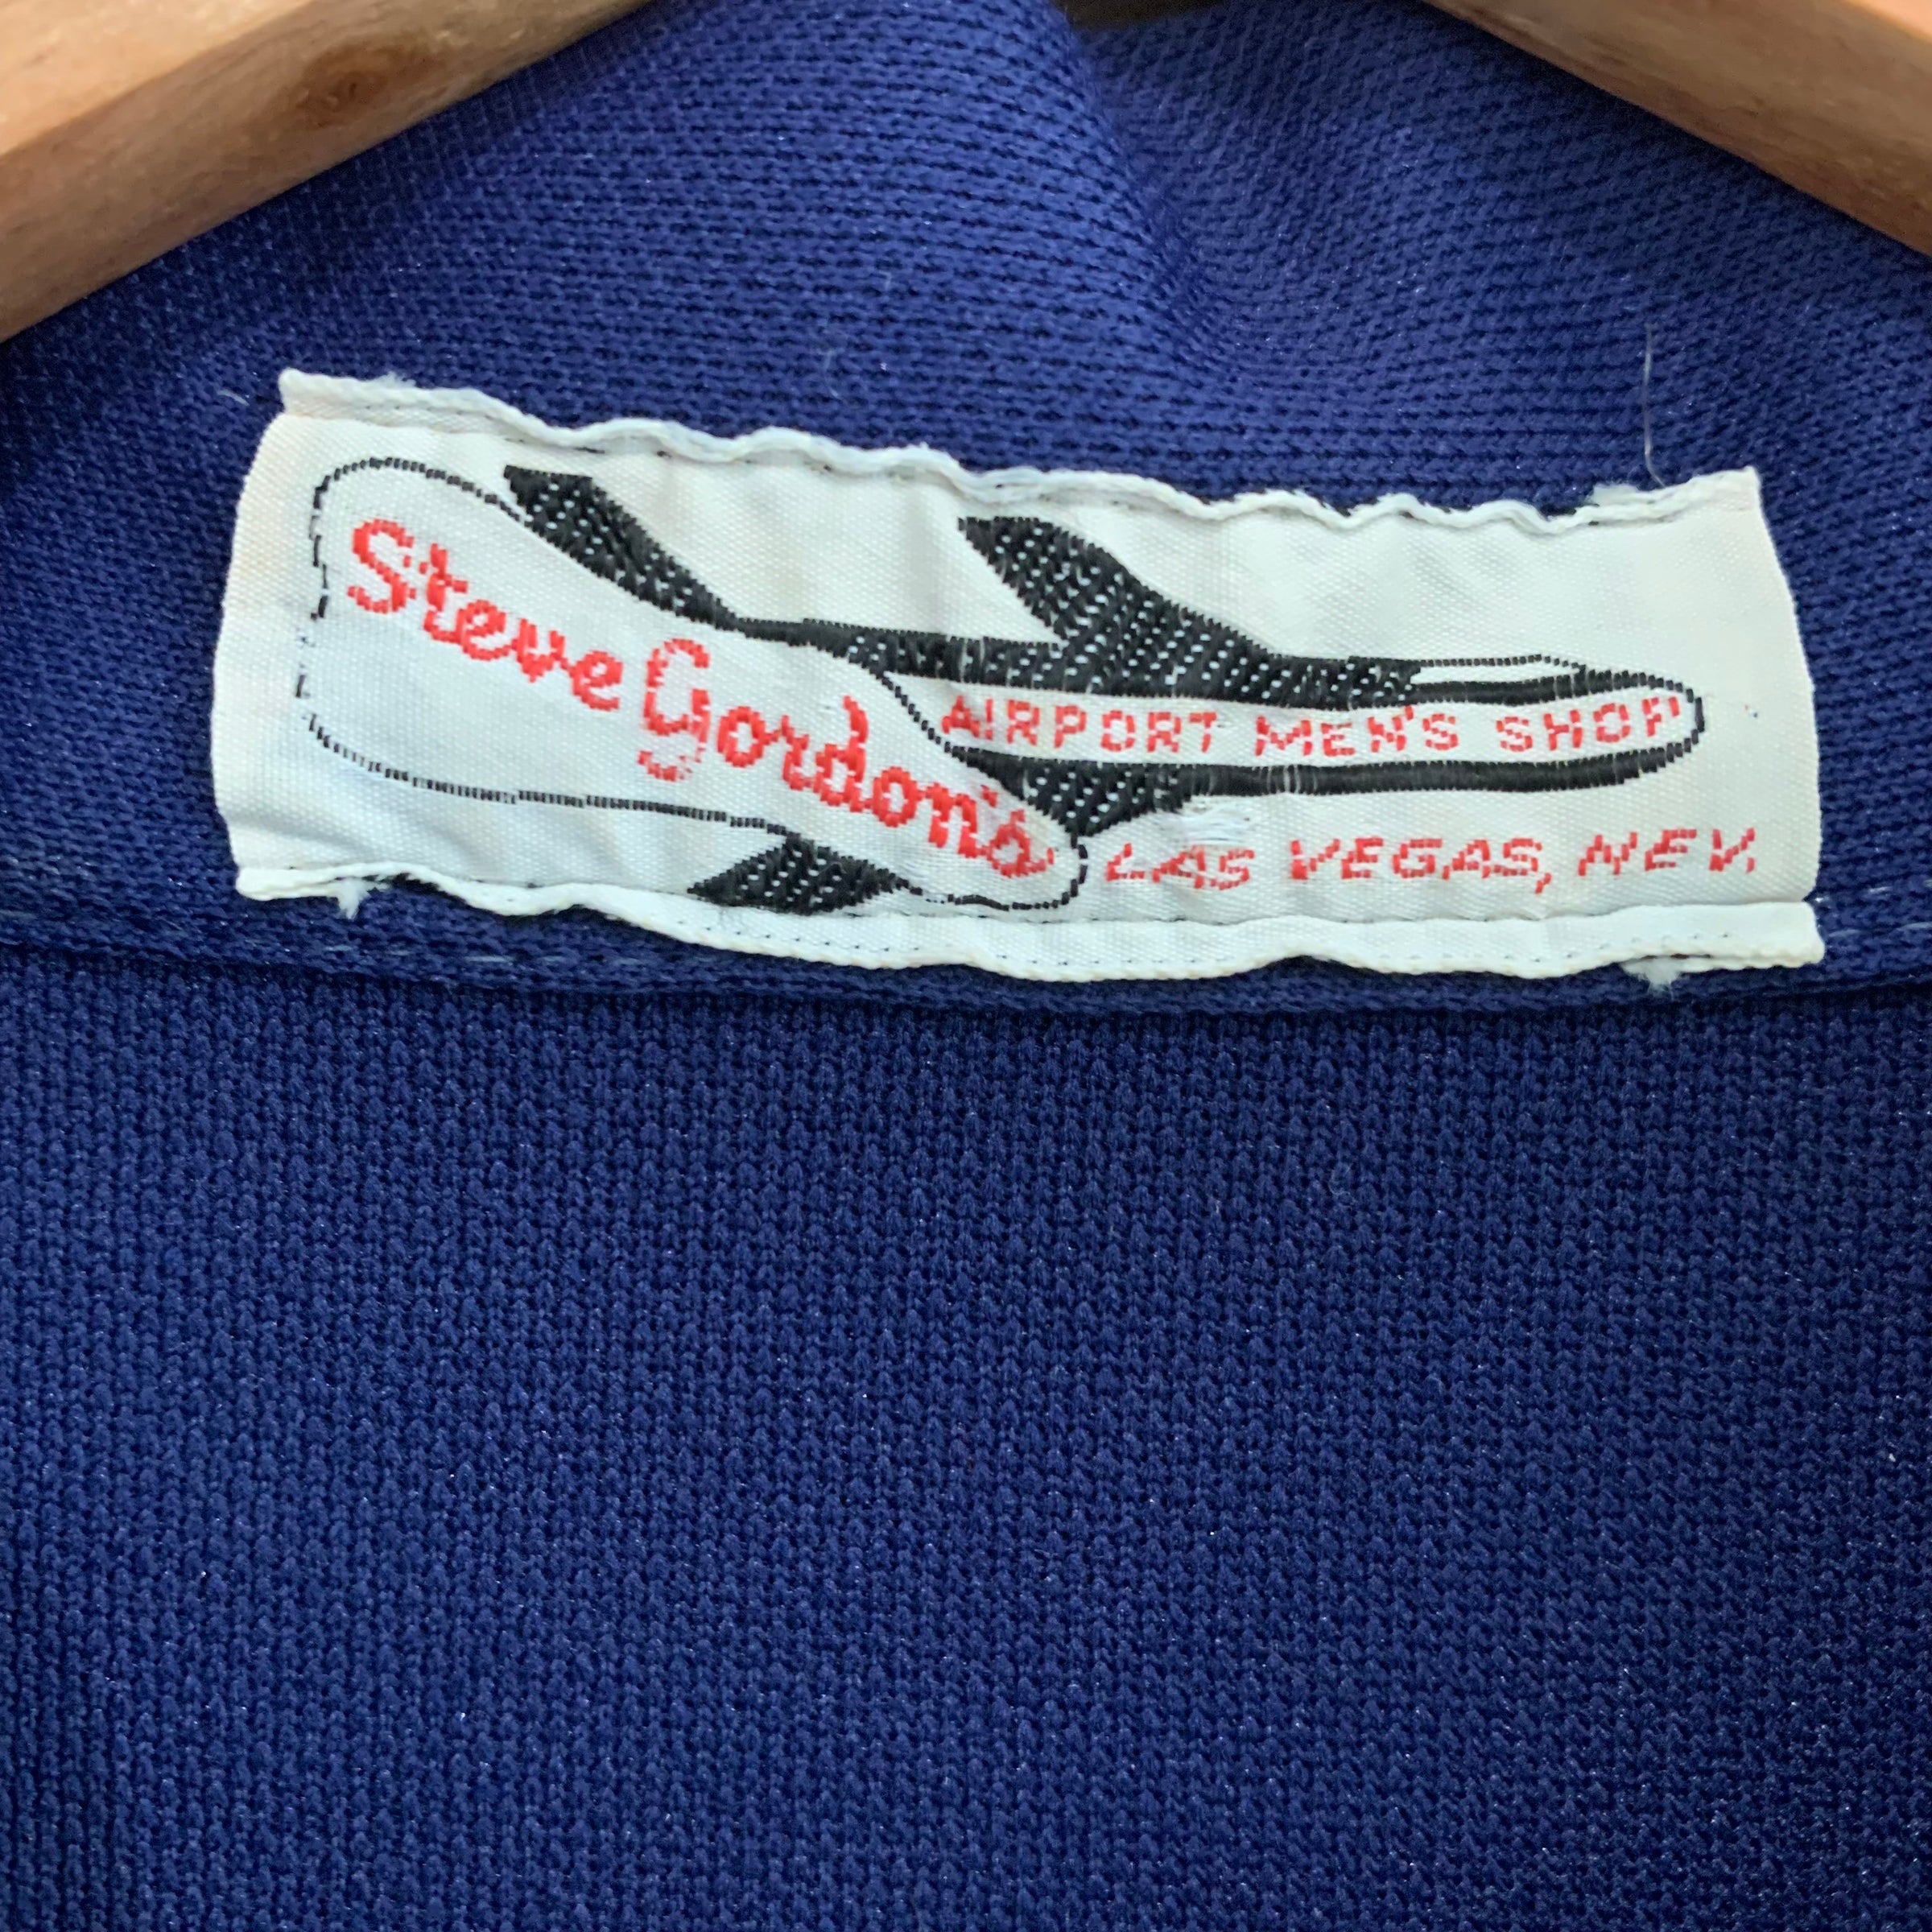 Steve Gordon's
AIRPORT MEN'S SHOP
LAS VEGAS, NEV.